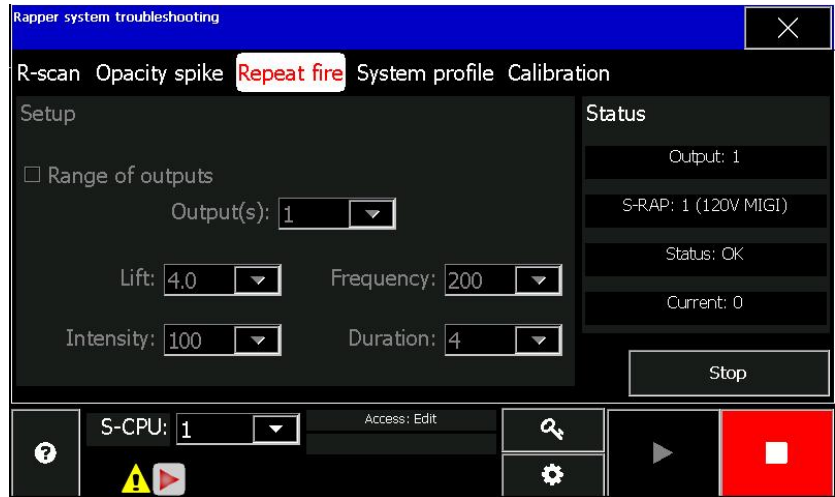 Rapper system troubleshooting
R-scan Opacity spike Repeat fire System profile Calibration
Setup
Range of outputs
Output(s): 1
Lift: 4.0 Frequency: 200
Intensity: 100 Duration: 4
Status
Output: 1
S-RAP: 1 (120V MIGI)
Status: OK
Current: 0
Stop
?
S-CPU: 1
!
Access: Edit